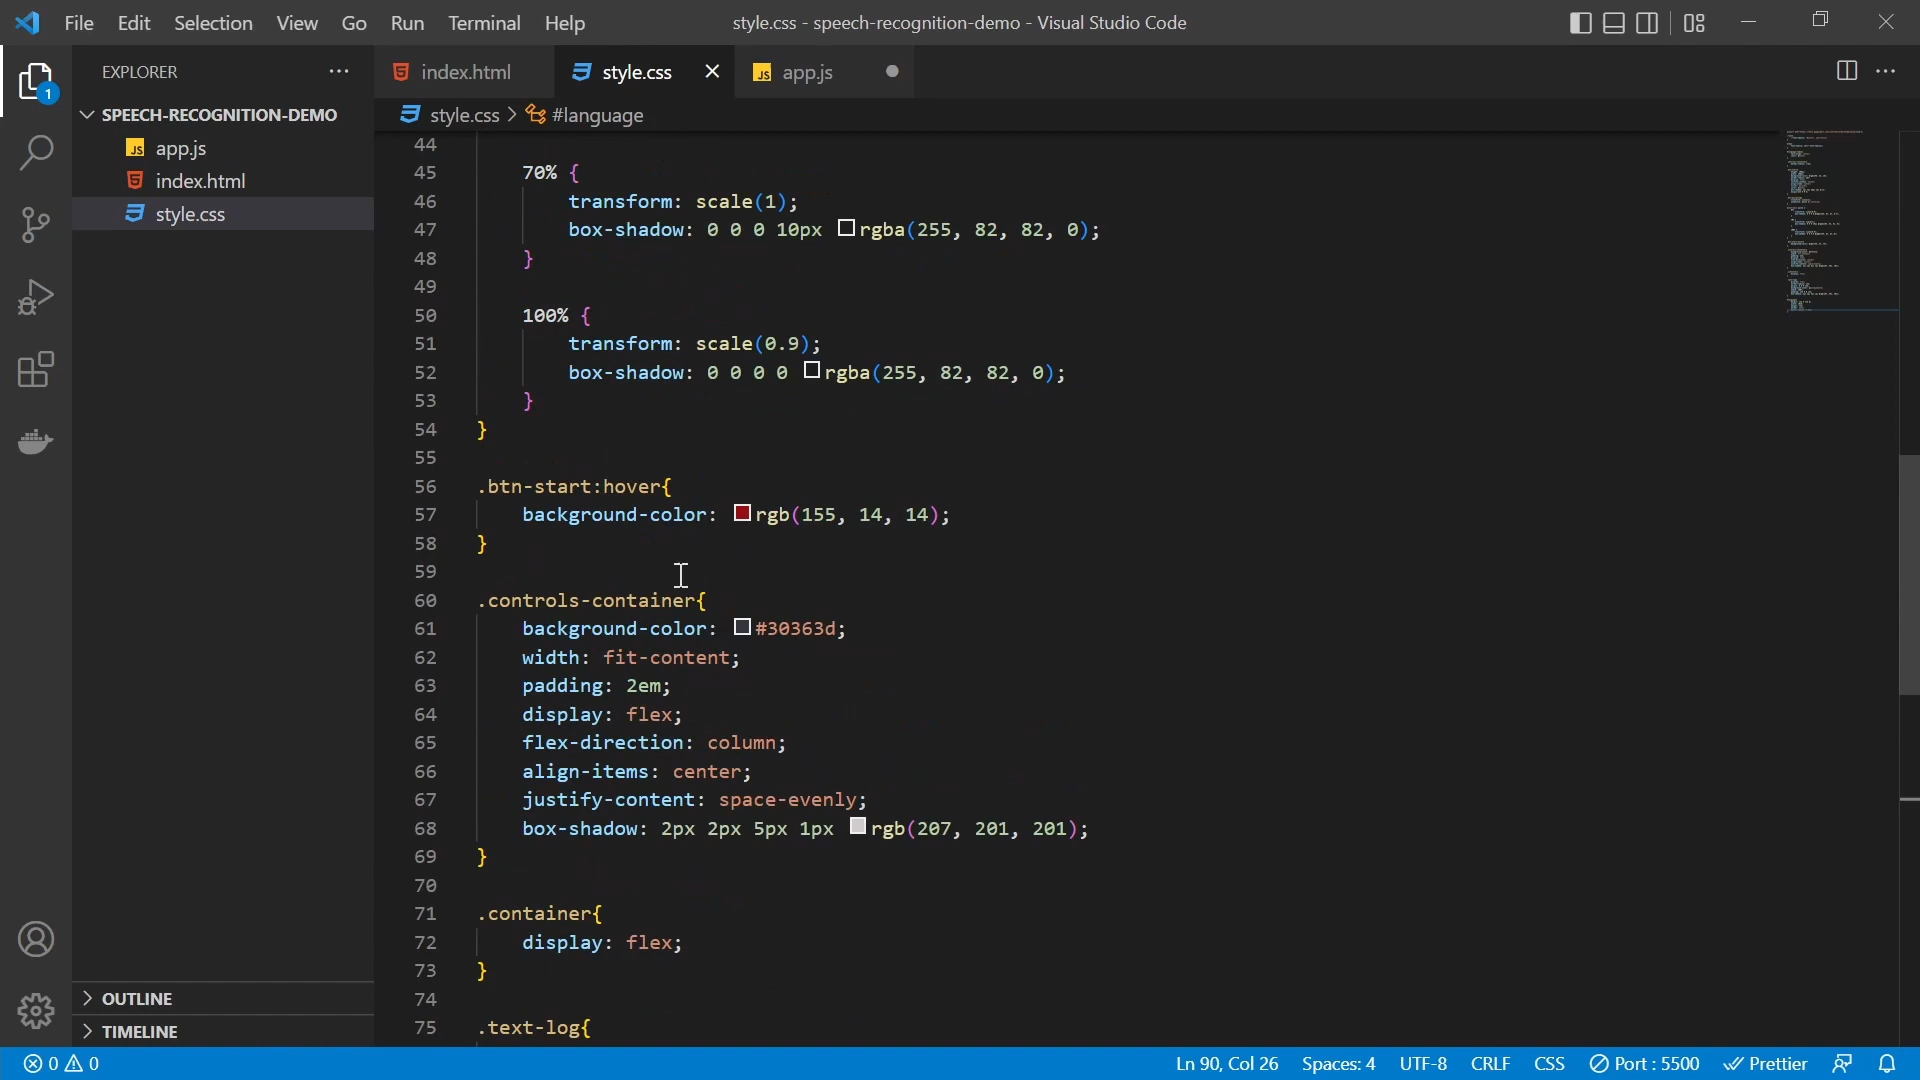 File Edit Selection View Go Run Terminal Help
style.css - speech-recognition-demo - Visual Studio Code
EXPLORER
1
SPEECH-RECOGNITION-DEMO
JS app.js
index.html
style.css
OUTLINE
TIMELINE
index.html
style.css
JS app.js
style.css > #language
44
45 70% {
46 transform: scale(1);
47 box-shadow: 0 0 0 10px rgba(255, 82, 82, 0);
48 }
49
50 100% {
51 transform: scale(0.9);
52 box-shadow: 0 0 0 0 rgba(255, 82, 82, 0);
53 }
54 }
55
56 .btn-start:hover{
57 background-color: rgb(155, 14, 14);
58 }
59
60 .controls-container{
61 background-color: #30363d;
62 width: fit-content;
63 padding: 2em;
64 display: flex;
65 flex-direction: column;
66 align-items: center;
67 justify-content: space-evenly;
68 box-shadow: 2px 2px 5px 1px rgb(207, 201, 201);
69 }
70
71 .container{
72 display: flex;
73 }
74
75 .text-log{
0 0 Ln 90, Col 26 Spaces: 4 UTF-8 CRLF CSS Port : 5500 Prettier